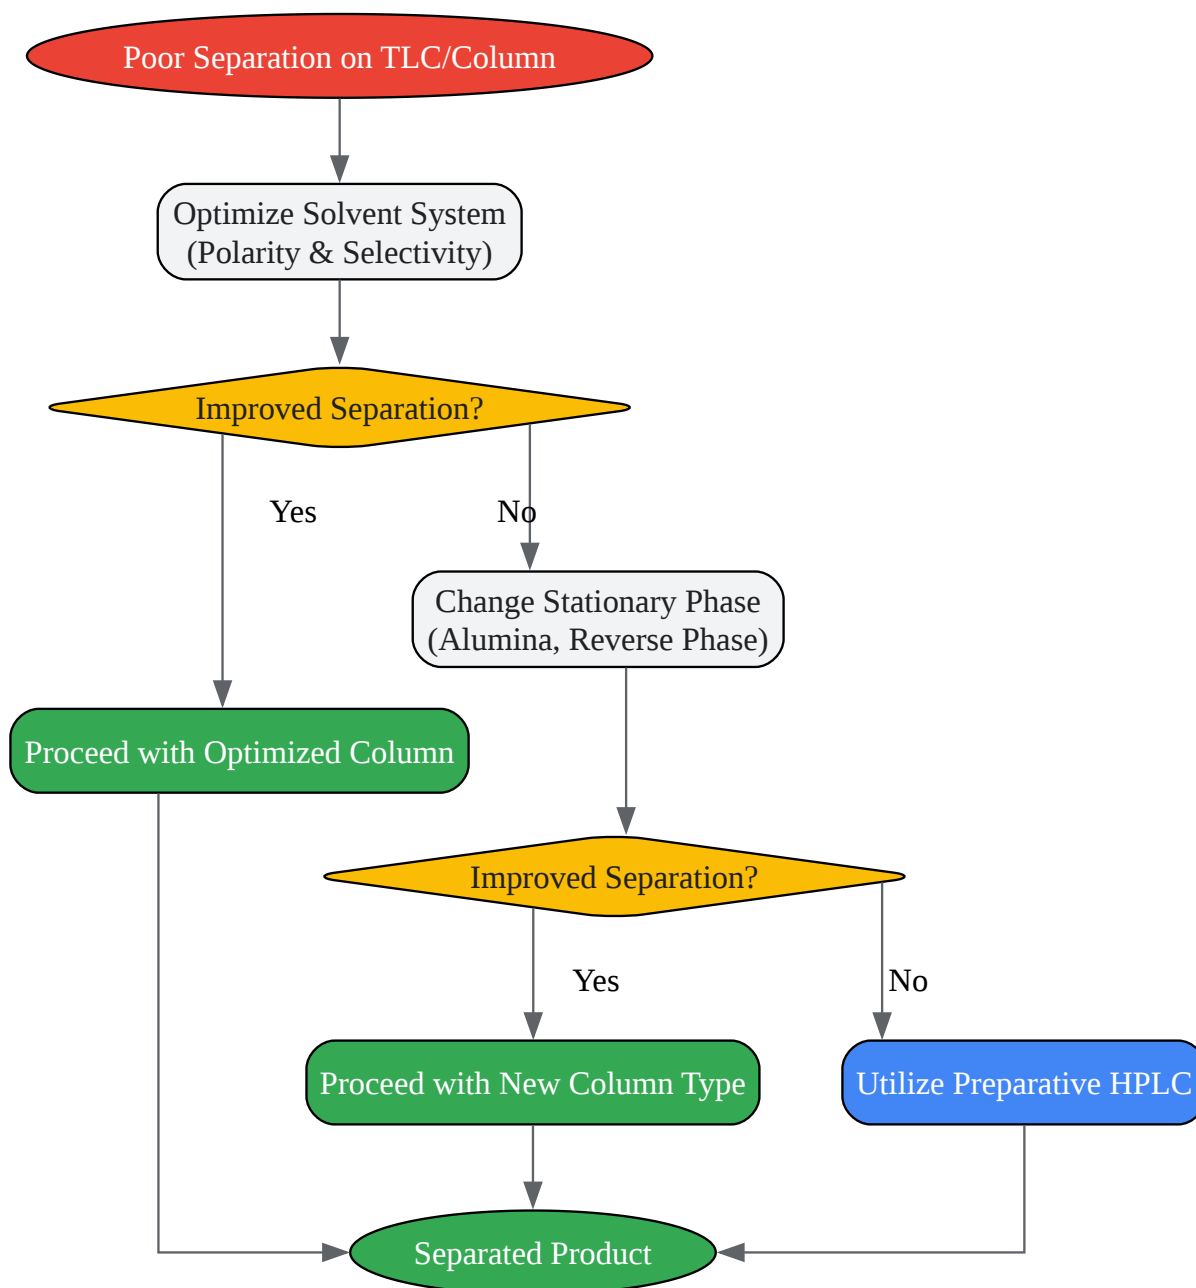 Poor Separation on TLC/Column
Optimize Solvent System
(Polarity & Selectivity)
Improved Separation?
Yes
No
Change Stationary Phase
(Alumina, Reverse Phase)
Proceed with Optimized Column
Improved Separation?
Yes
No
Proceed with New Column Type
Utilize Preparative HPLC
Separated Product